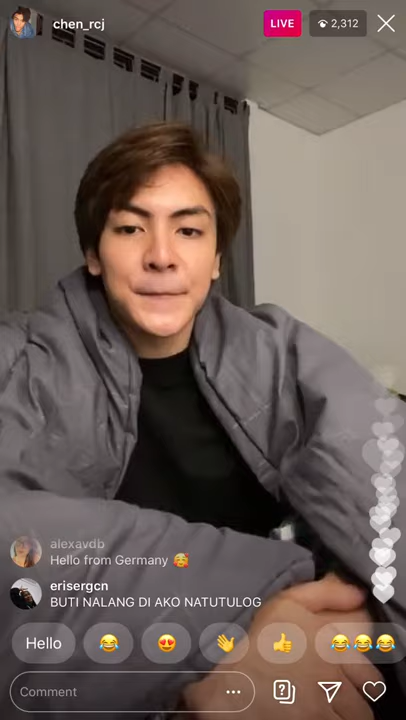 chen_rcj
LIVE
2,312
alexavdb
Hello from Germany 🥰
erisergcn
BUTI NALANG DI AKO NATUTULOG
Hello
😂
😍
👋
👍
😂😂😂
Comment